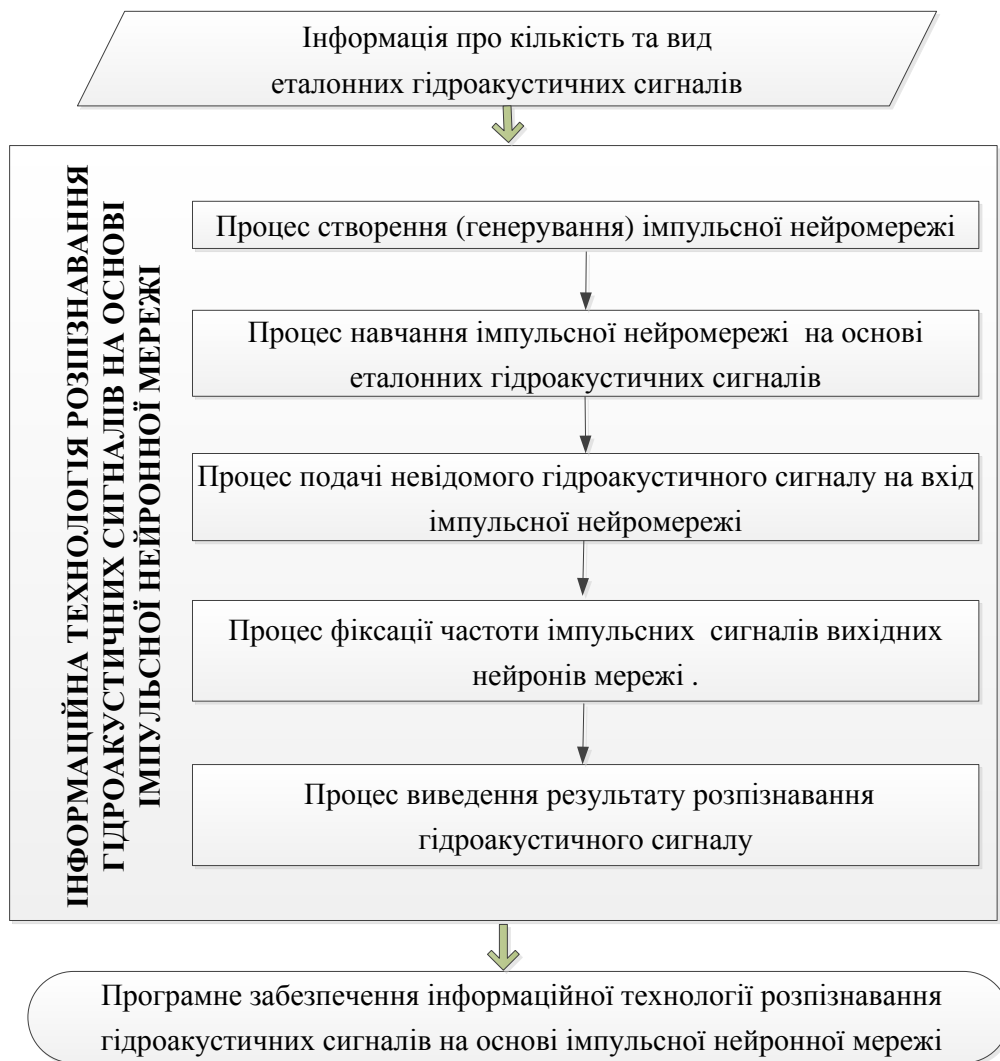 Інформація про кількість та вид
еталонних гідроакустичних сигналів
ІНФОРМАЦІЙНА ТЕХНОЛОГІЯ РОЗПІЗНАВАННЯ
ГІДРОАКУСТИЧНИХ СИГНАЛІВ НА ОСНОВІ
ІМПУЛЬСНОЇ НЕЙРОННОЇ МЕРЕЖІ
Процес створення (генерування) імпульсної нейромережі
Процес навчання імпульсної нейромережі на основі
еталонних гідроакустичних сигналів
Процес подачі невідомого гідроакустичного сигналу на вхід
імпульсної нейромережі
Процес фіксації частоти імпульсних сигналів вихідних
нейронів мережі .
Процес виведення результату розпізнавання
гідроакустичного сигналу
Програмне забезпечення інформаційної технології розпізнавання
гідроакустичних сигналів на основі імпульсної нейронної мережі